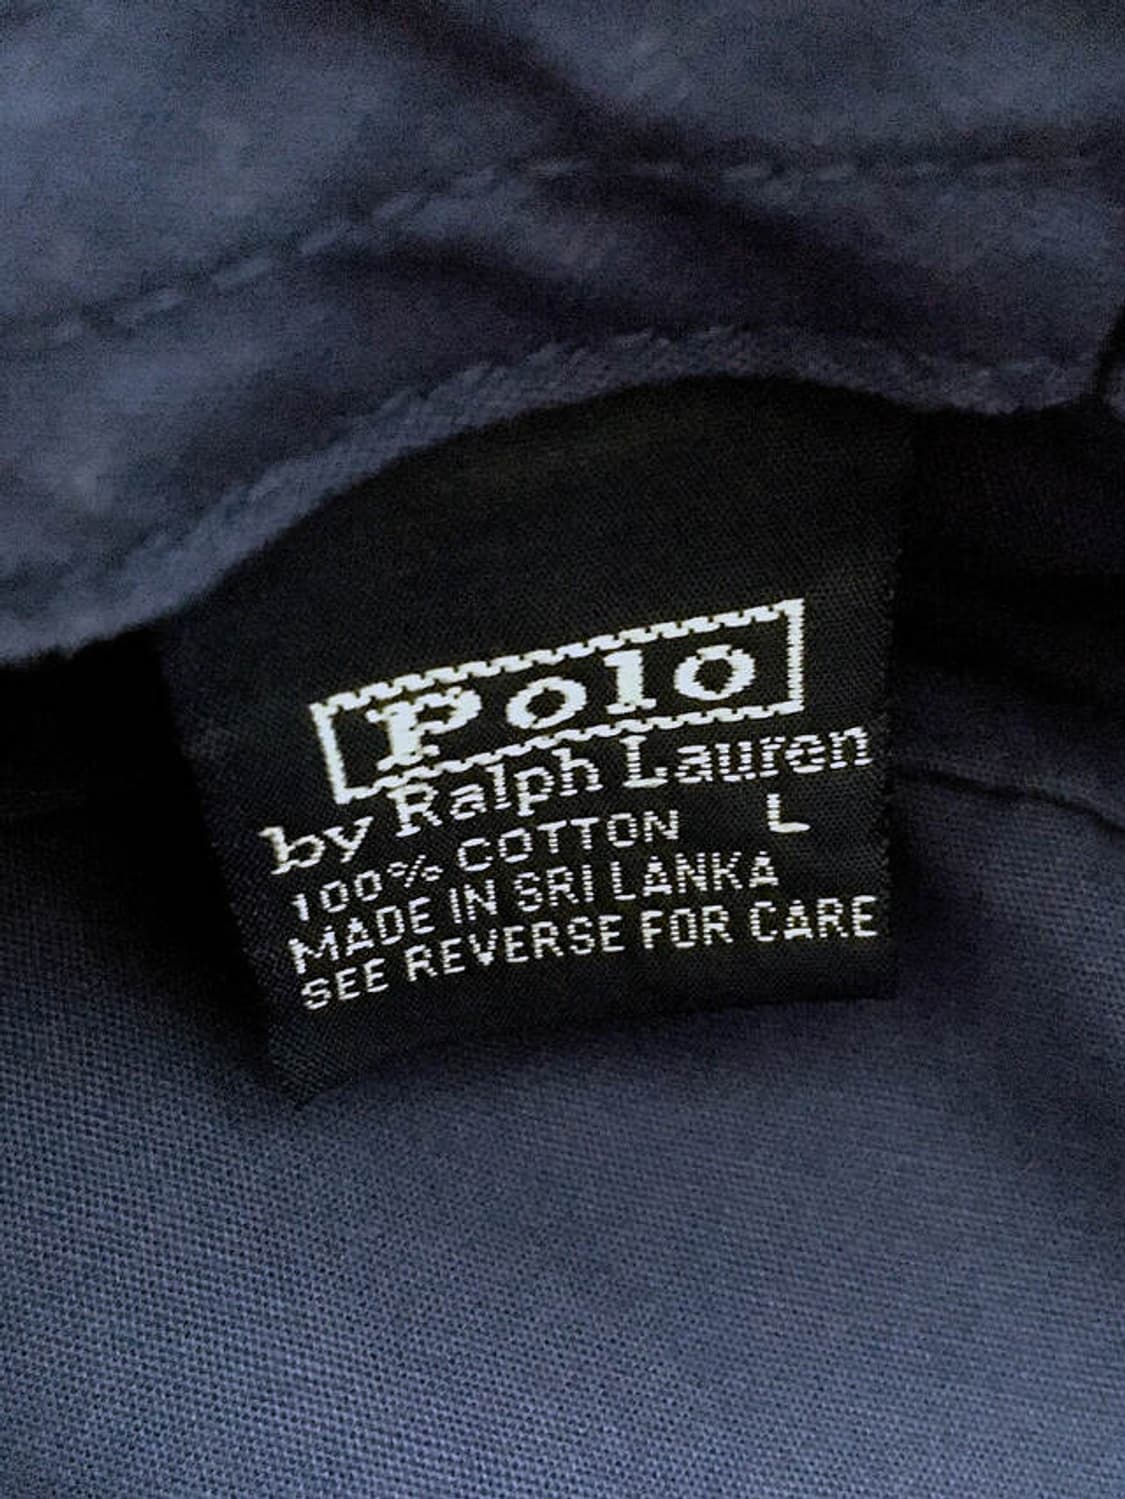 Polo
by Ralph Lauren
100% COTTON L
MADE IN SRI LANKA
SEE REVERSE FOR CARE